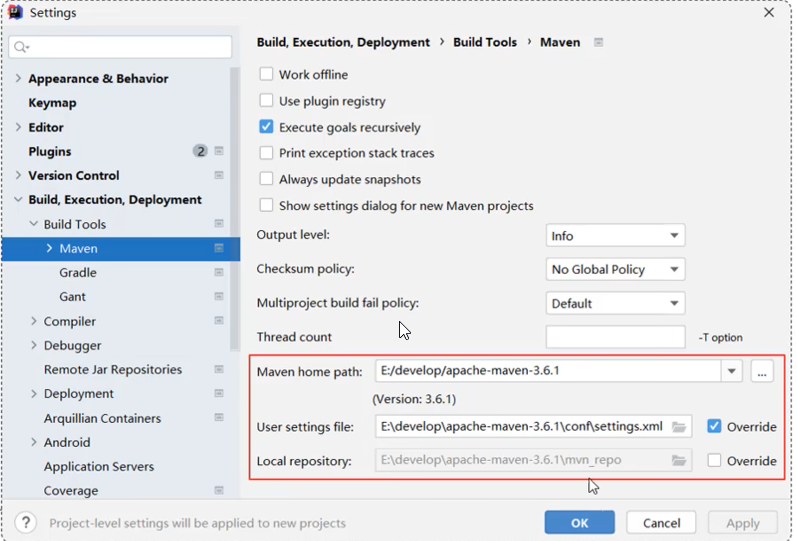 Settings
Appearance & Behavior
Keymap
Editor
Plugins 2
Version Control
Build, Execution, Deployment
Build Tools
Maven
Gradle
Gant
Compiler
Debugger
Remote Jar Repositories
Deployment
Arquillian Containers
Android
Application Servers
Coverage
Build, Execution, Deployment › Build Tools › Maven
Work offline
Use plugin registry
Execute goals recursively
Print exception stack traces
Always update snapshots
Show settings dialog for new Maven projects
Output level: Info
Checksum policy: No Global Policy
Multiproject build fail policy: Default
Thread count -T option
Maven home path: E:/develop/apache-maven-3.6.1 ...
(Version: 3.6.1)
User settings file: E:\develop\apache-maven-3.6.1\conf\settings.xml Override
Local repository: E:\develop\apache-maven-3.6.1\mvn_repo Override
? Project-level settings will be applied to new projects
OK Cancel Apply